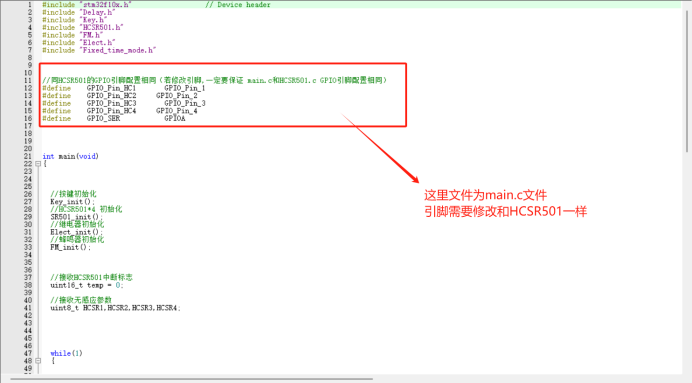 1 #include "stm32f10x.h" // Device header
2 #include "Delay.h"
3 #include "Key.h"
4 #include "HCSR501.h"
5 #include "FM.h"
6 #include "Elect.h"
7 #include "Fixed_time_mode.h"
8
9
10
11 //同HCSR501的GPIO引脚配置相同（若修改引脚,一定要保证 main.c和HCSR501.c GPIO引脚配置相同）
12 #define GPIO_Pin_HC1 GPIO_Pin_1
13 #define GPIO_Pin_HC2 GPIO_Pin_2
14 #define GPIO_Pin_HC3 GPIO_Pin_3
15 #define GPIO_Pin_HC4 GPIO_Pin_4
16 #define GPIO_SER GPIOA
17
18
19
20
21 int main(void)
22 {
23
24
25
26 //按键初始化
27 Key_init();
28 //HCSR501*4 初始化
29 SR501_init();
30 //继电器初始化
31 Elect_init();
32 //蜂鸣器初始化
33 FM_init();
34
35
36
37 //接收HCSR501中断标志
38 uint16_t temp = 0;
39
40 //接收无感应参数
41 uint8_t HCSR1,HCSR2,HCSR3,HCSR4;
42
43
44
45
46
47 while(1)
48 {
49
这里文件为main.c文件
引脚需要修改和HCSR501一样